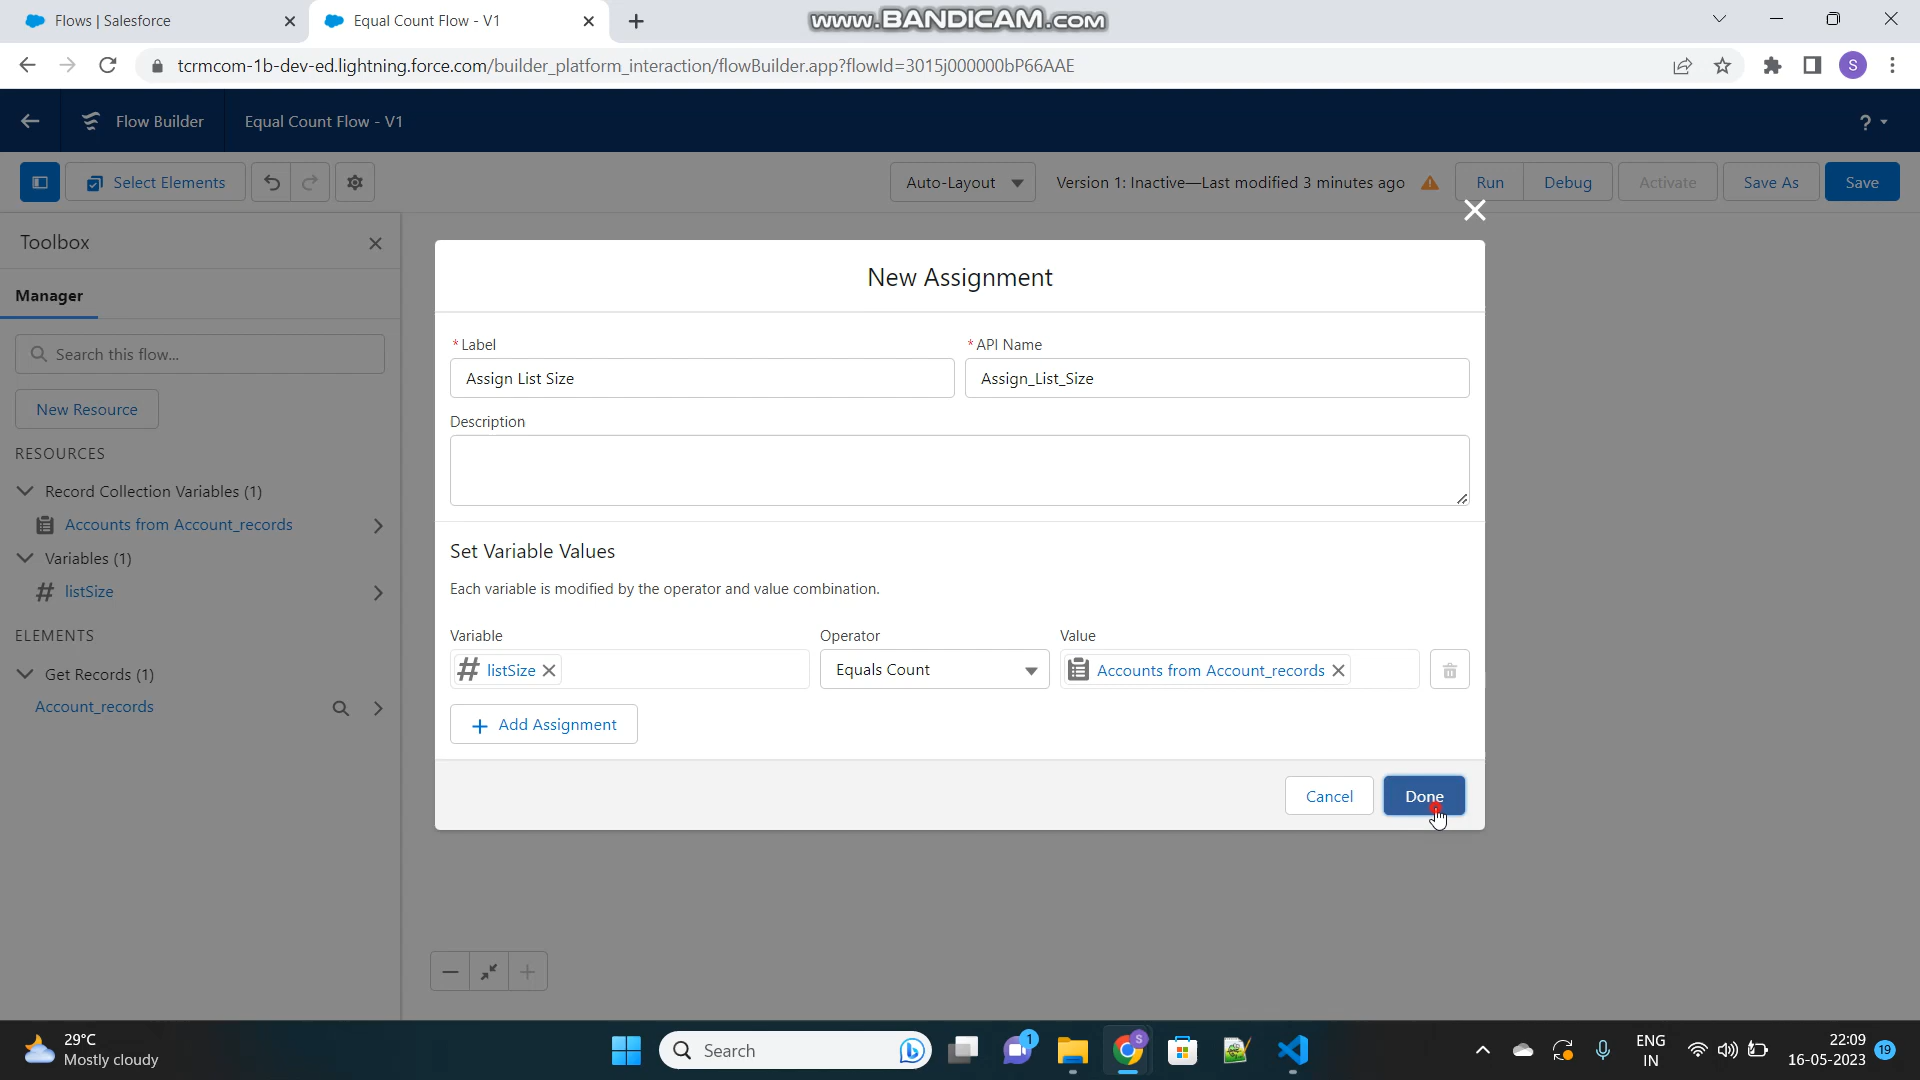 Flows | Salesforce
Equal Count Flow - V1
www.BANDICAM.com
tcrmcom-1b-dev-ed.lightning.force.com/builder_platform_interaction/flowBuilder.app?flowId=3015j000000bP66AAE
S
Flow Builder
Equal Count Flow - V1
?
Select Elements
Auto-Layout
Version 1: Inactive—Last modified 3 minutes ago
Run
Debug
Activate
Save As
Save
Toolbox
Manager
Search this flow...
New Resource
RESOURCES
Record Collection Variables (1)
Accounts from Account_records
Variables (1)
listSize
ELEMENTS
Get Records (1)
Account_records
New Assignment
* Label
* API Name
Assign List Size
Assign_List_Size
Description
Set Variable Values
Each variable is modified by the operator and value combination.
Variable
Operator
Value
listSize
Equals Count
Accounts from Account_records
+ Add Assignment
Cancel
Done
29°C
Mostly cloudy
Search
1
S
ENG
IN
22:09
16-05-2023
19